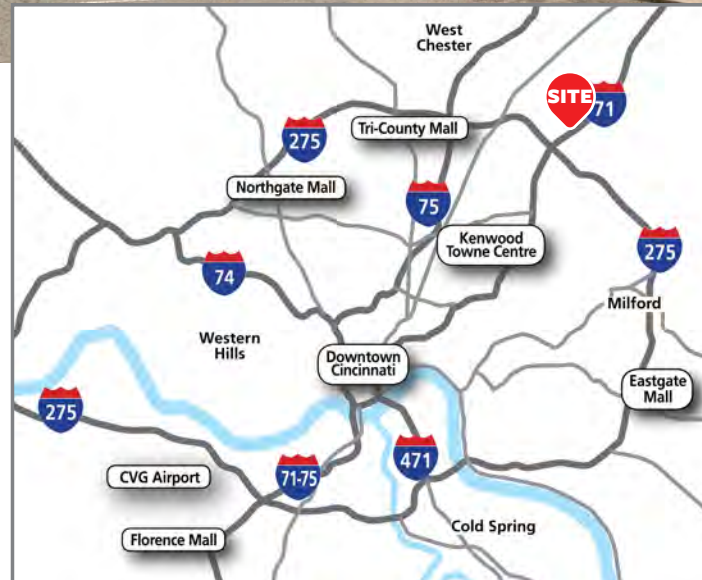 West
Chester
SITE
71
275
Tri-County Mall
Northgate Mall
75
Kenwood
Towne Centre
275
74
Milford
Western
Hills
Downtown
Cincinnati
Eastgate
Mall
275
CVG Airport
71-75
471
Cold Spring
Florence Mall